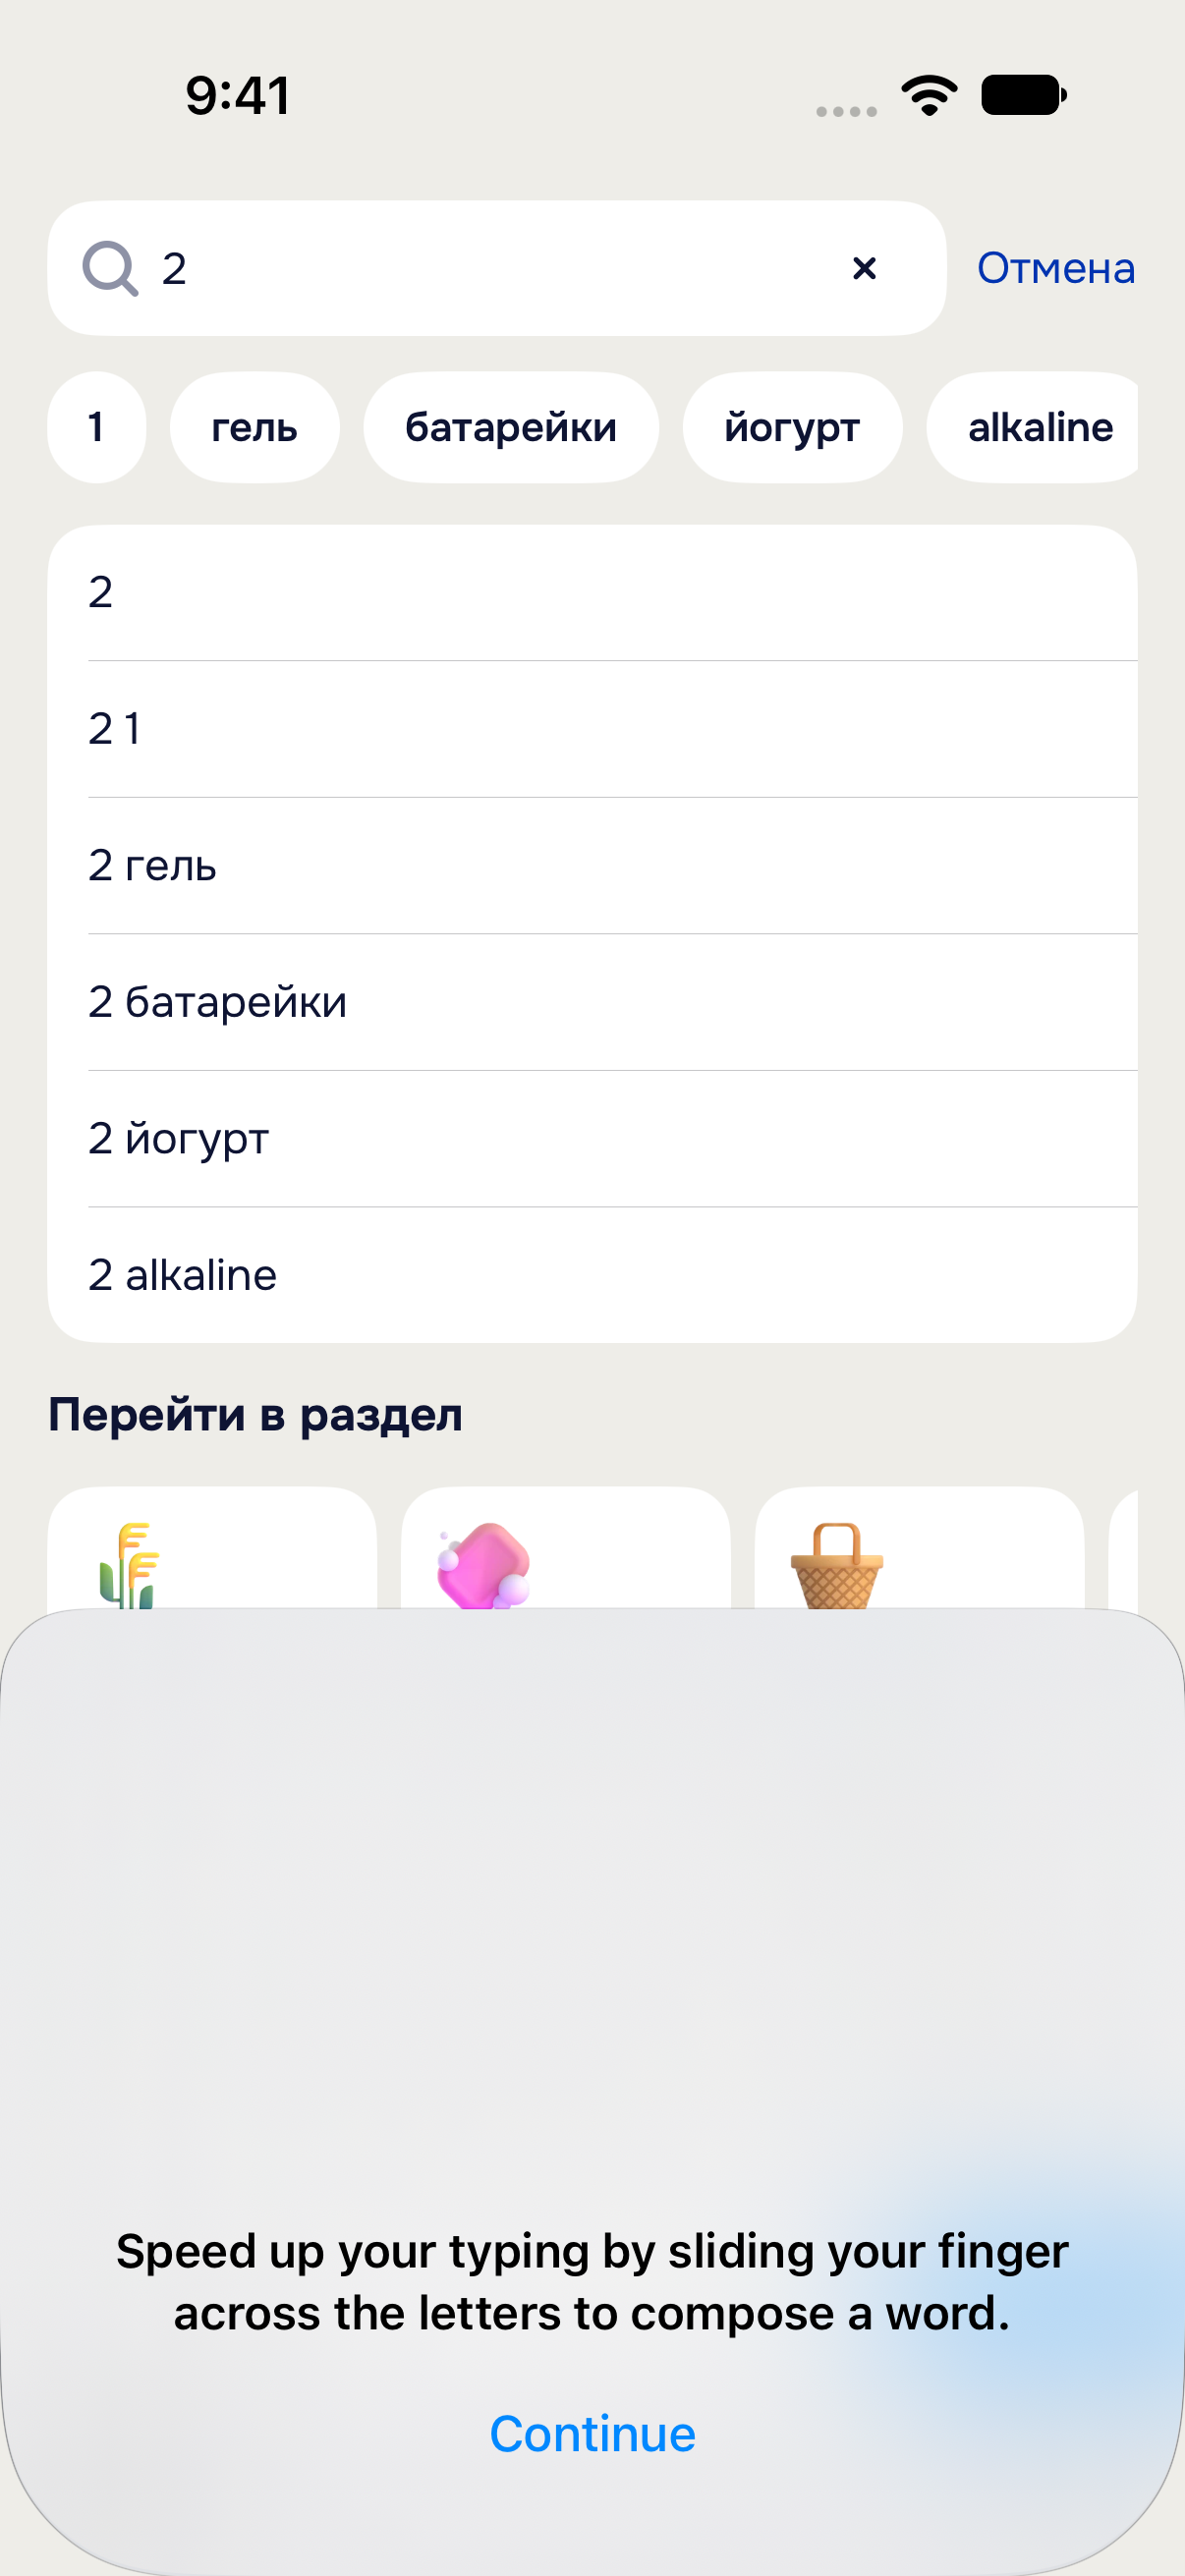 9:41
2
Отмена
1
гель
батарейки
йогурт
alkaline
2
2 1
2 гель
2 батарейки
2 йогурт
2 alkaline
Перейти в раздел
Speed up your typing by sliding your finger
across the letters to compose a word.
Continue